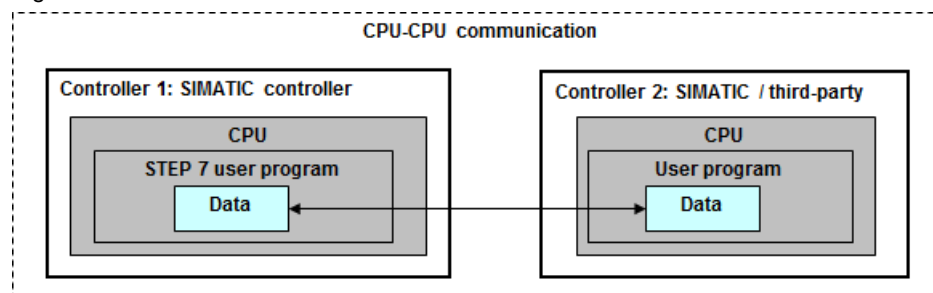 CPU-CPU communication
Controller 1: SIMATIC controller
CPU
STEP 7 user program
Data
Controller 2: SIMATIC / third-party
CPU
User program
Data